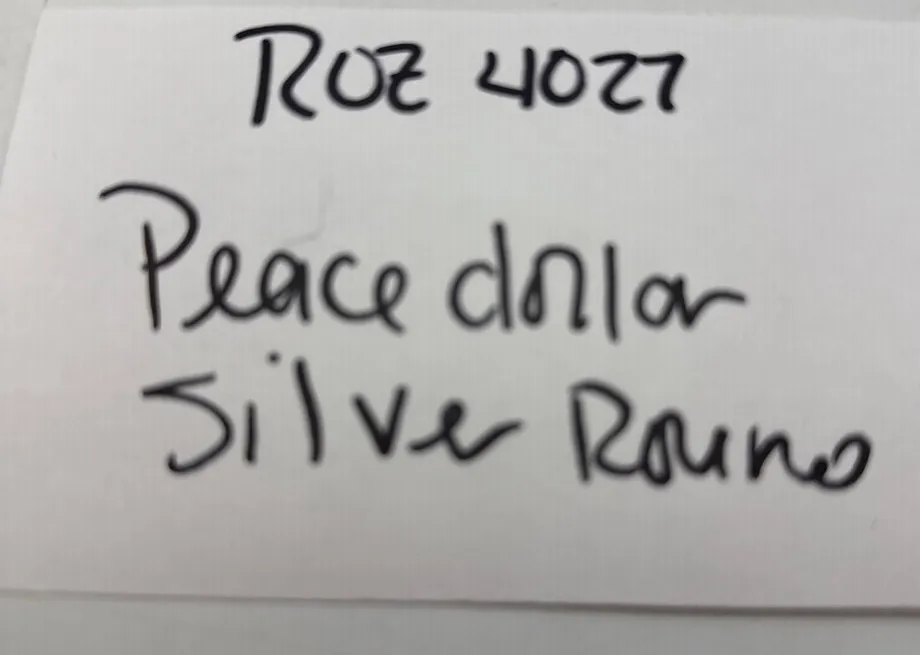 ROZ 4027
Peace dollar
Silver Round